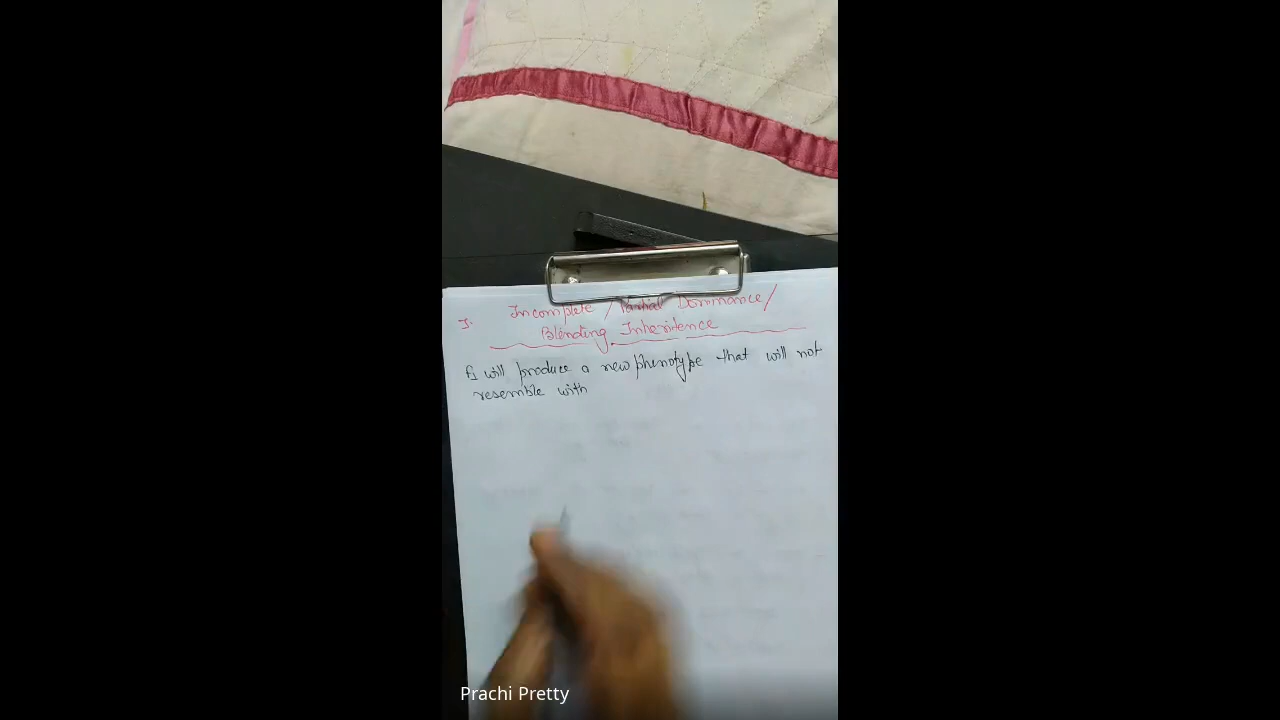 I. Incomplete / Partial Dominance /
Blending Inheritence
F1 will produce a new phenotype that will not
resemble with
Prachi Pretty